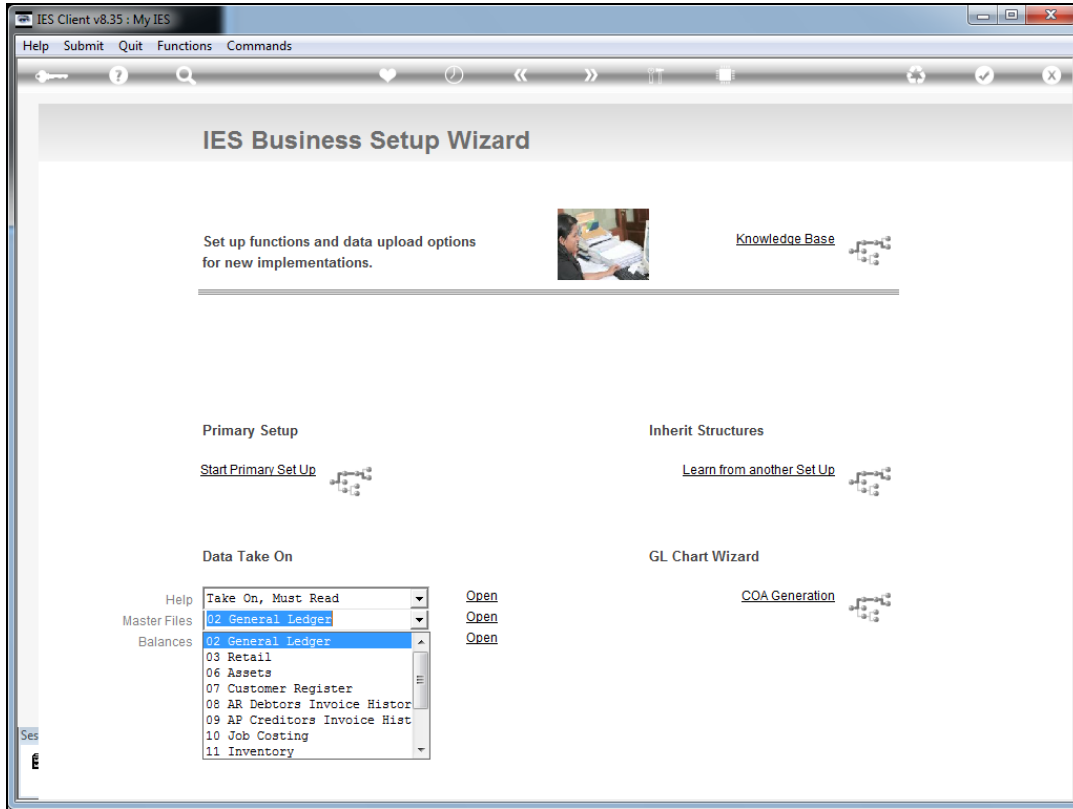 IES Client v8.35 : My IES
Help Submit Quit Functions Commands
IES Business Setup Wizard
Set up functions and data upload options
for new implementations.
Knowledge Base
Primary Setup
Inherit Structures
Start Primary Set Up
Learn from another Set Up
Data Take On
GL Chart Wizard
Help Take On, Must Read Open
COA Generation
Master Files 02 General Ledger Open
Balances Open
02 General Ledger
03 Retail
06 Assets
07 Customer Register
08 AR Debtors Invoice Histor
09 AP Creditors Invoice Hist
10 Job Costing
11 Inventory
Ses